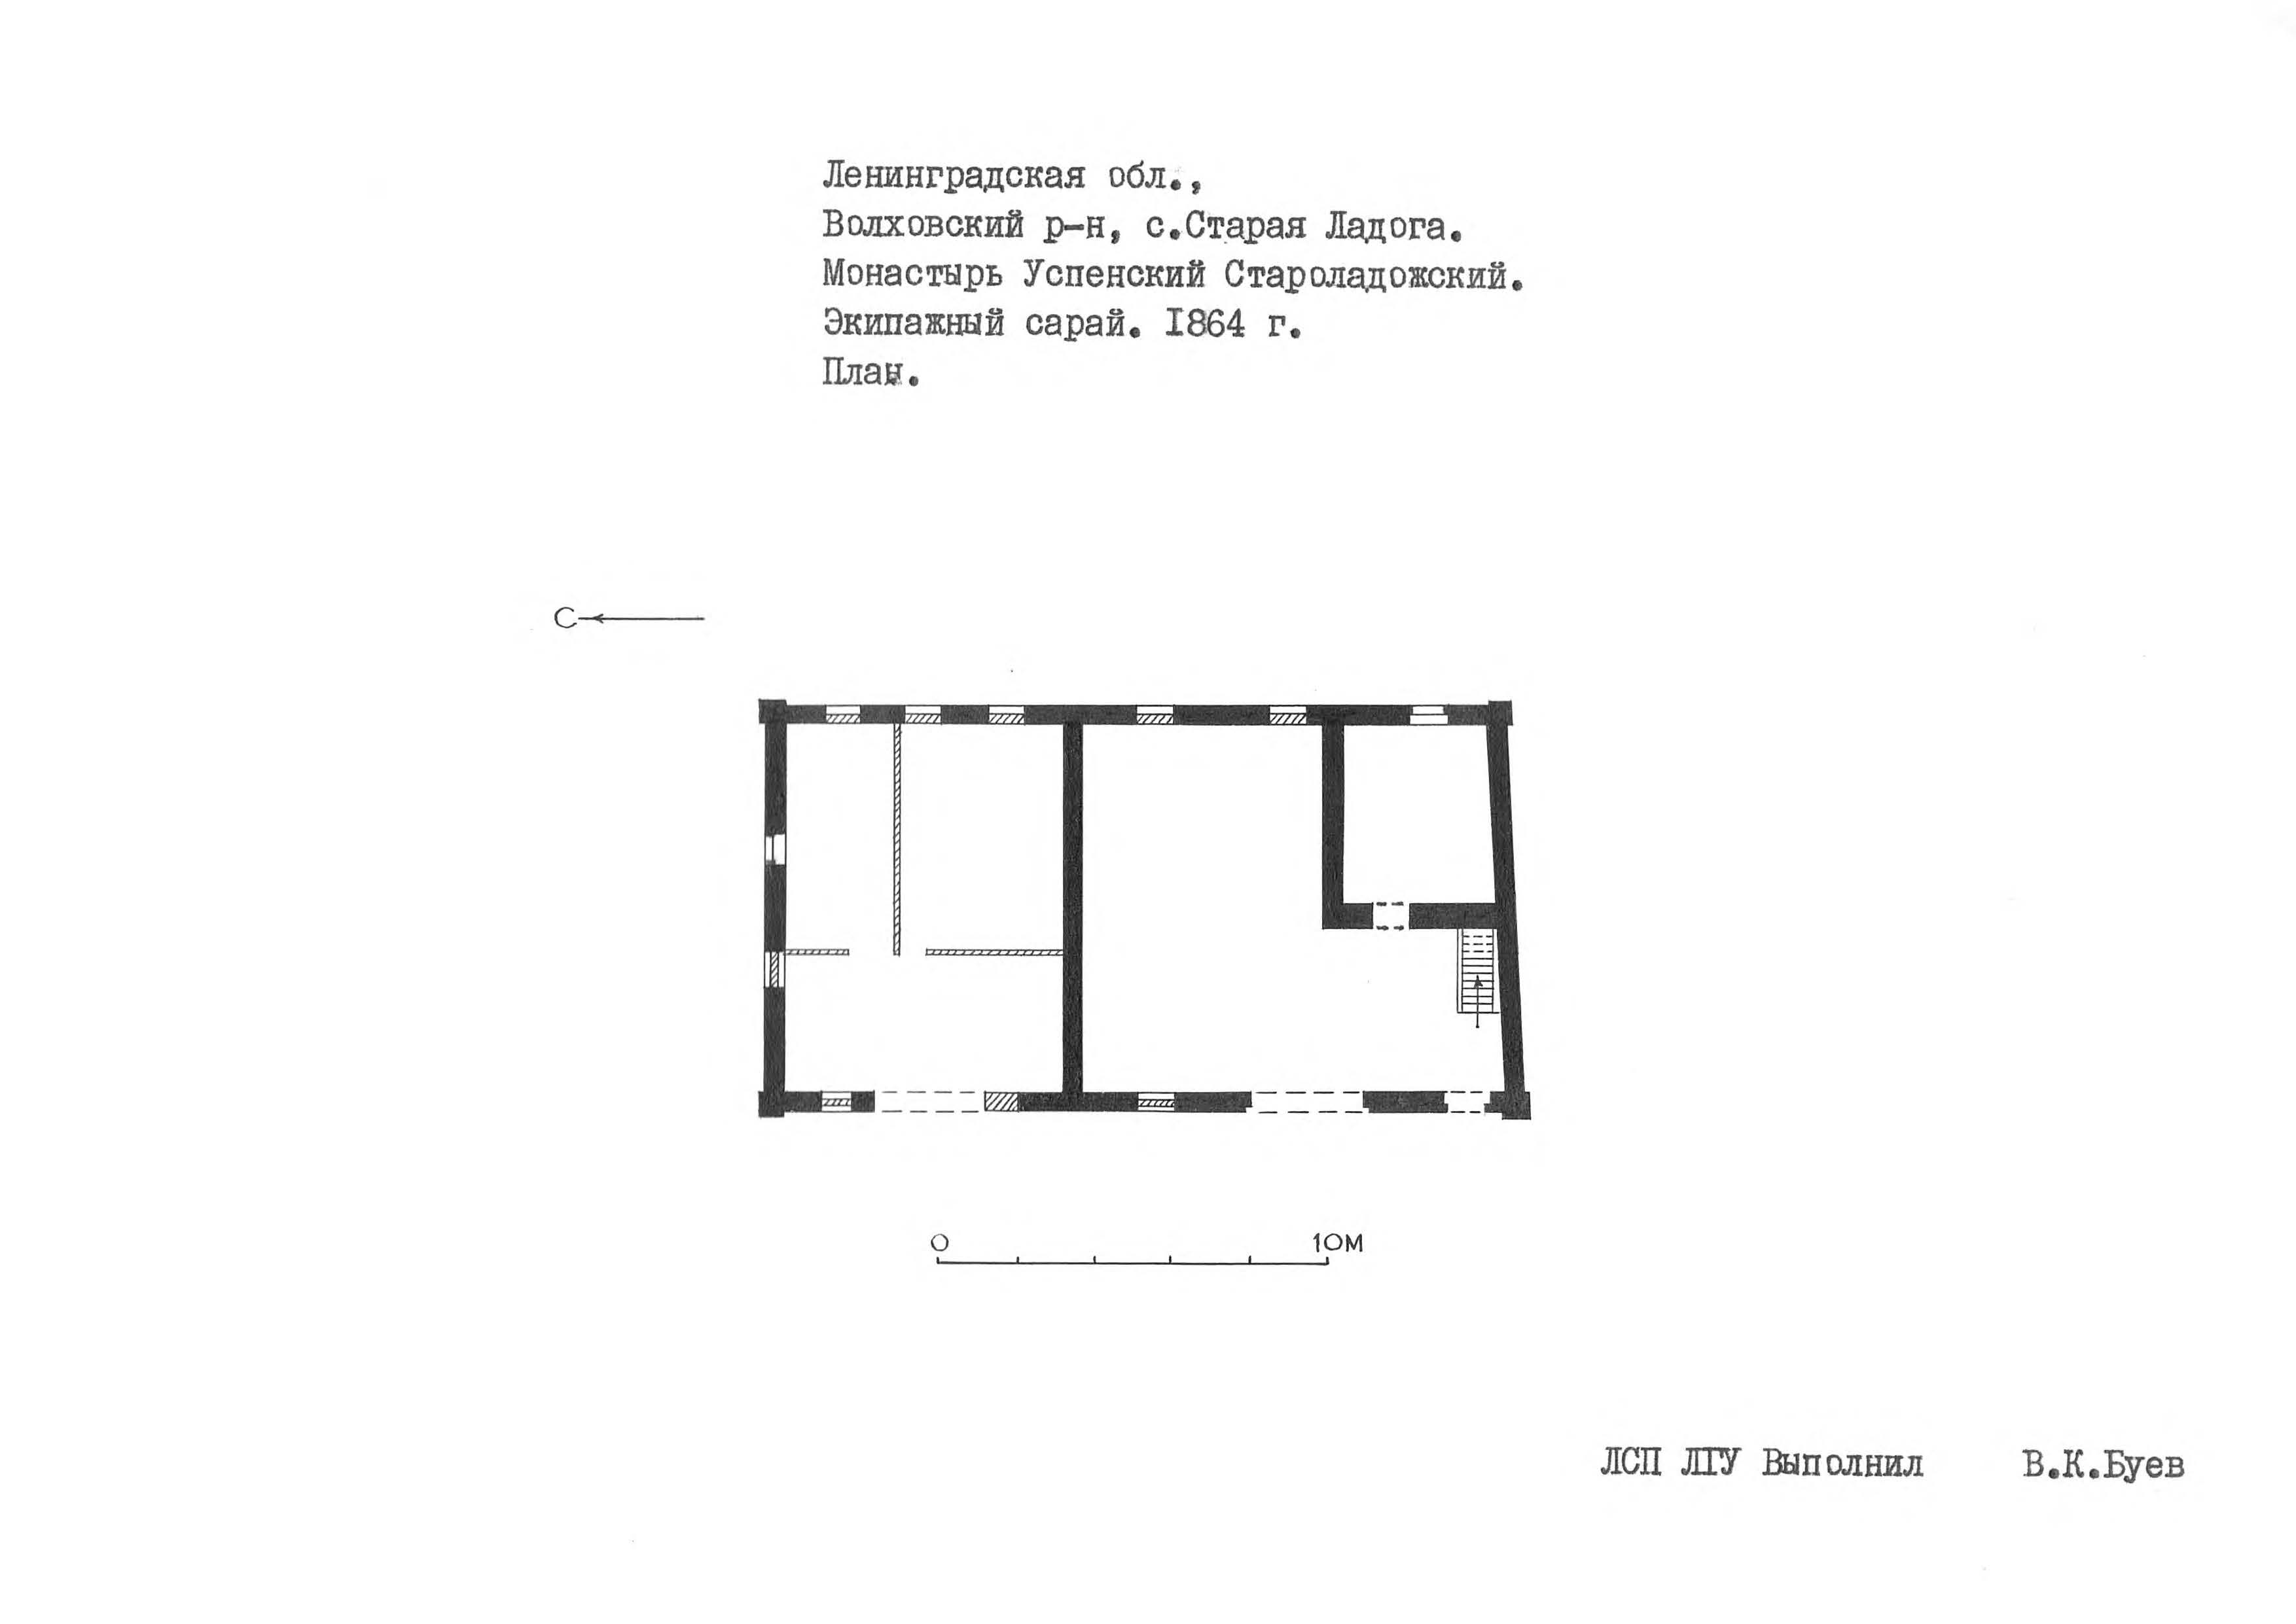 Ленинградская обл.,
Волховский р-н, с.Старая Ладога.
Монастырь Успенский Староладожский.
Экипажный сарай. I864 г.
План.
С
0
10М
ЛСП ЛГУ Выполнил В.К.Буев